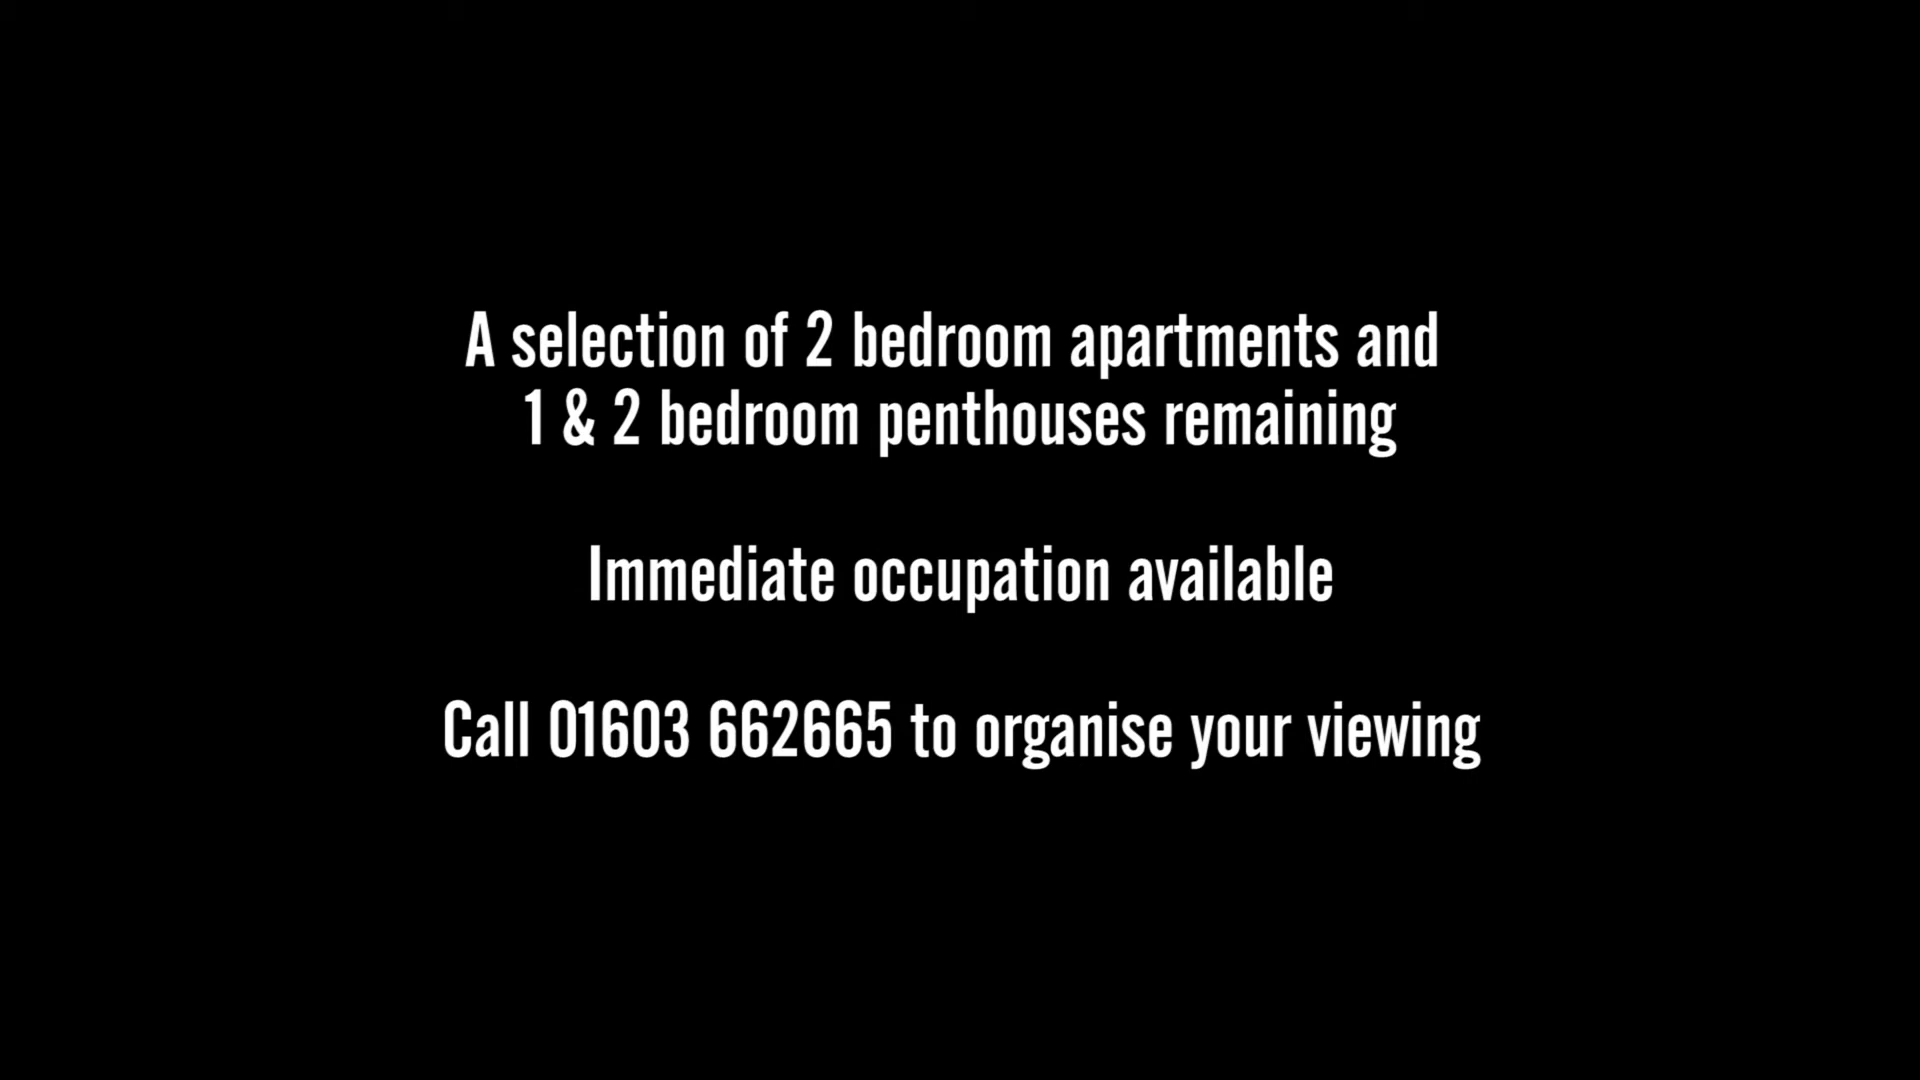 A selection of 2 bedroom apartments and
1 & 2 bedroom penthouses remaining
Immediate occupation available
Call 01603 662665 to organise your viewing